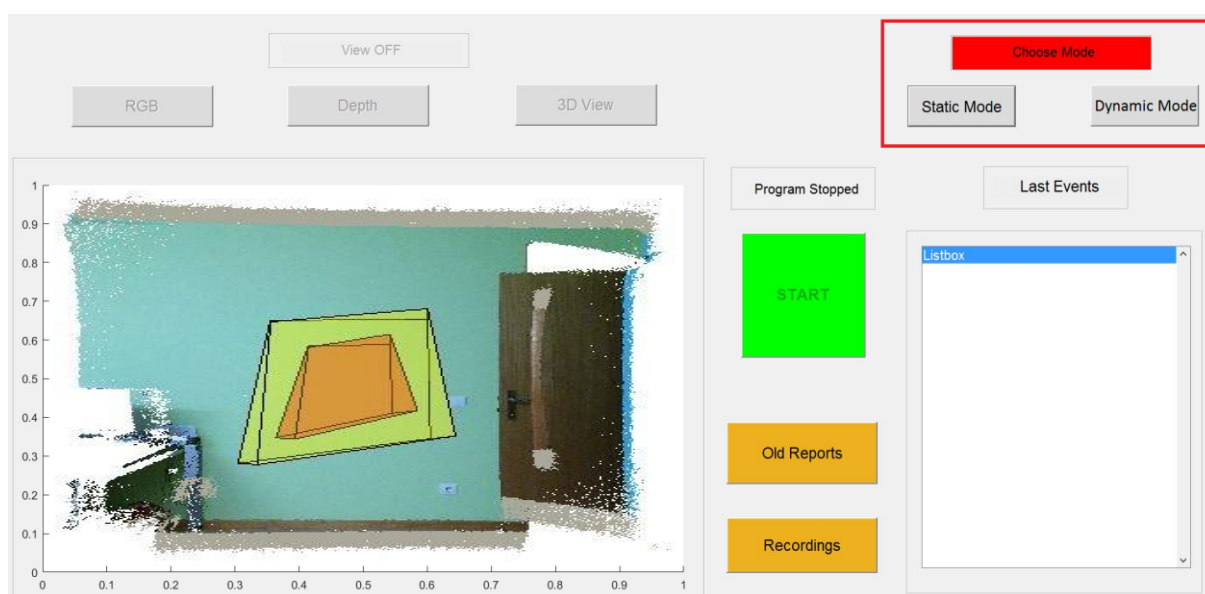 View OFF
Choose Mode
RGB
Depth
3D View
Static Mode
Dynamic Mode
Program Stopped
Last Events
START
Listbox
Old Reports
Recordings
1
0.9
0.8
0.7
0.6
0.5
0.4
0.3
0.2
0.1
0
0 0.1 0.2 0.3 0.4 0.5 0.6 0.7 0.8 0.9 1